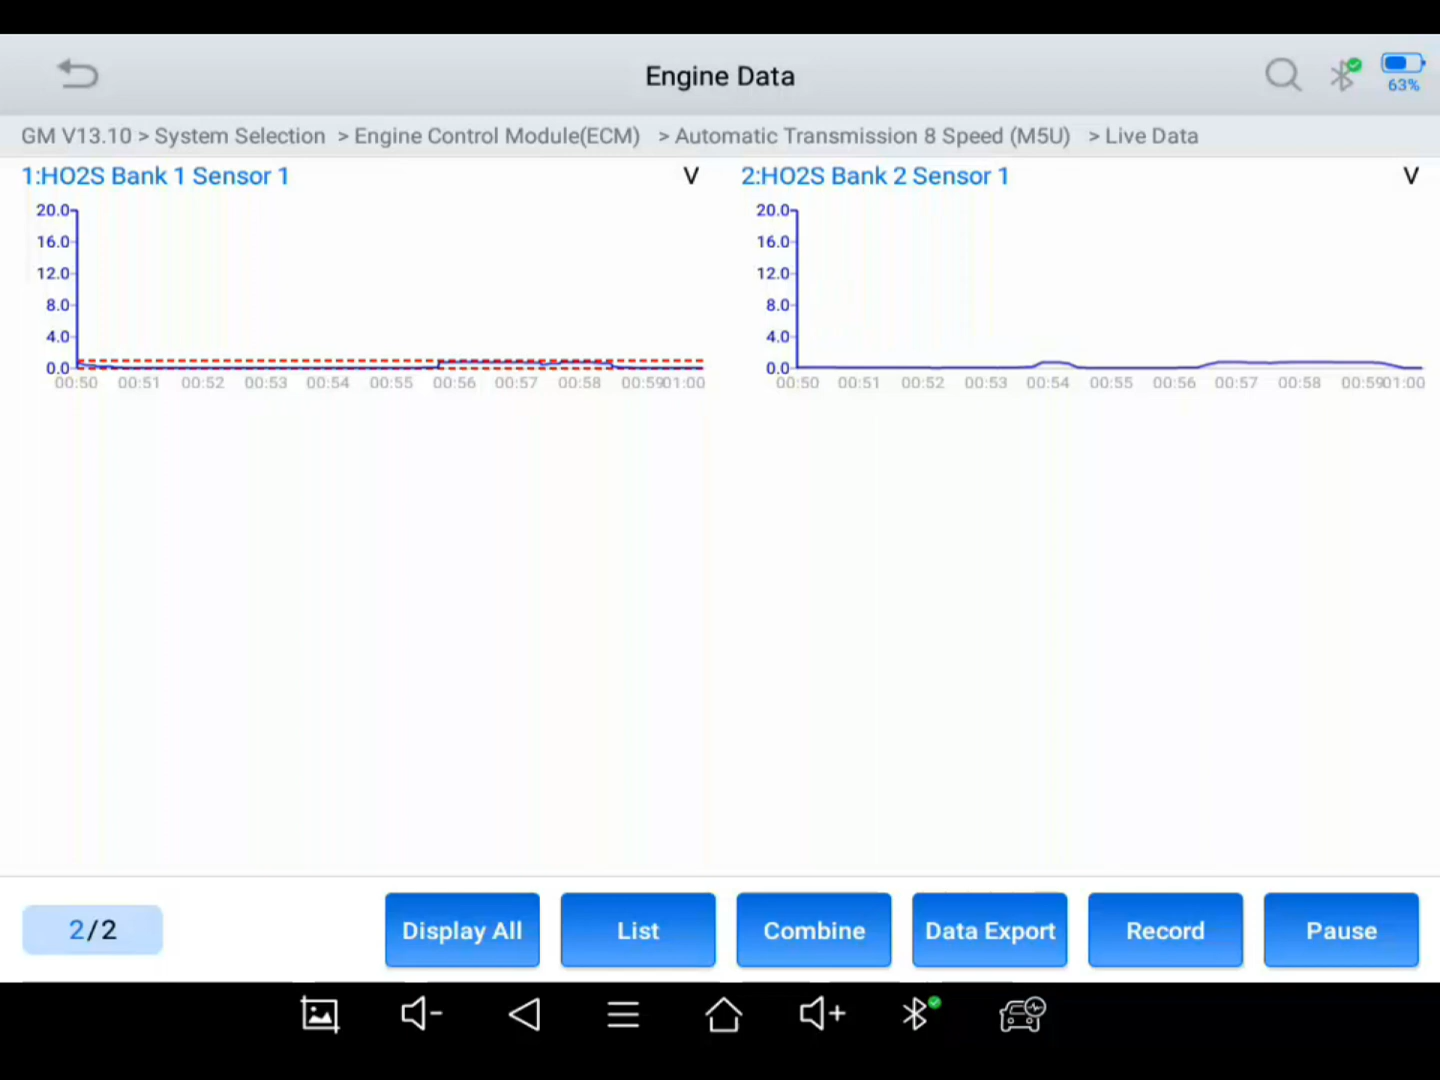 Engine Data
63%
GM V13.10 > System Selection > Engine Control Module(ECM) > Automatic Transmission 8 Speed (M5U) > Live Data
1:HO2S Bank 1 Sensor 1 V
20.0
16.0
12.0
8.0
4.0
0.0
00:50 00:51 00:52 00:53 00:54 00:55 00:56 00:57 00:58 00:59 01:00
2:HO2S Bank 2 Sensor 1 V
20.0
16.0
12.0
8.0
4.0
0.0
00:50 00:51 00:52 00:53 00:54 00:55 00:56 00:57 00:58 00:59 01:00
2/2 Display All List Combine Data Export Record Pause